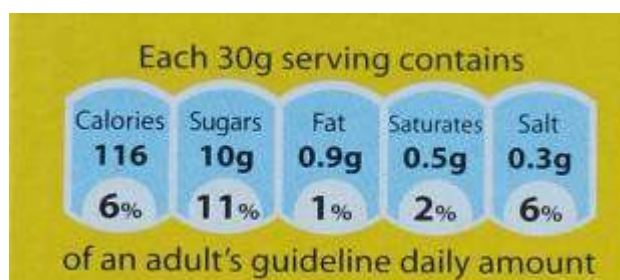 Each 30g serving contains
Calories Sugars Fat Saturates Salt
116 10g 0.9g 0.5g 0.3g
6% 11% 1% 2% 6%
of an adult's guideline daily amount